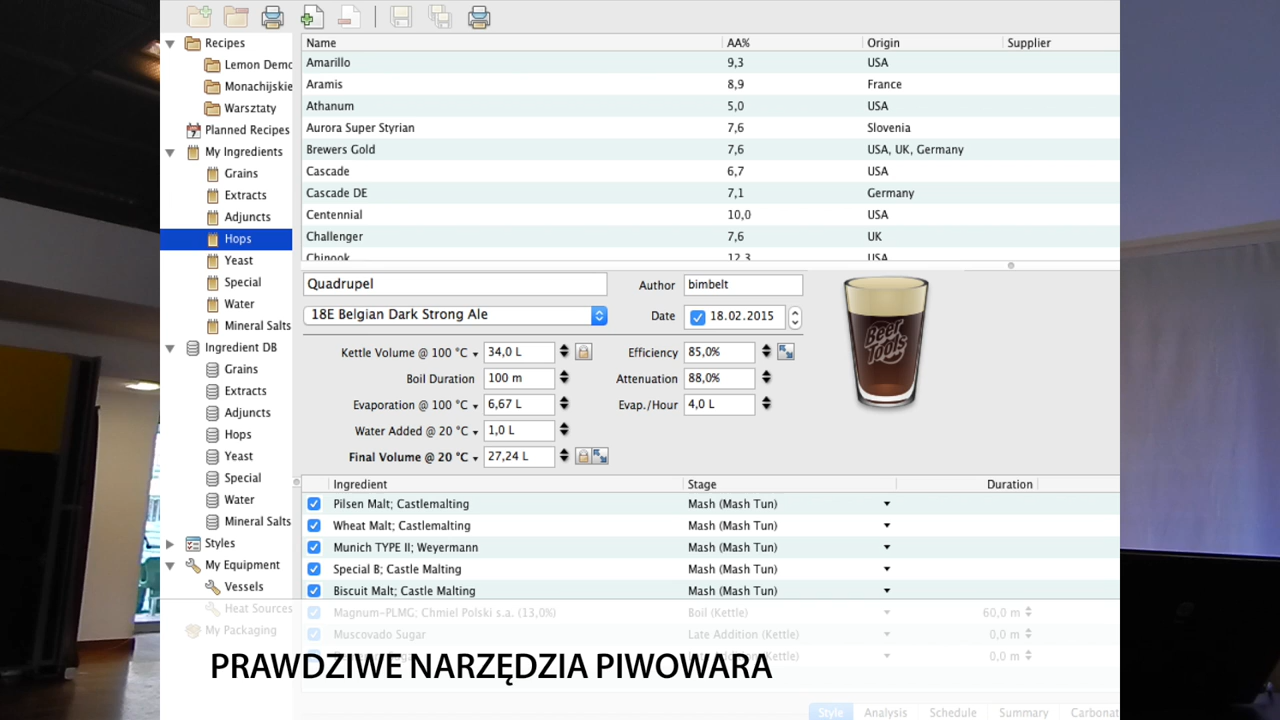 Recipes
Lemon Demo
Monachijskie
Warsztaty
Planned Recipes
My Ingredients
Grains
Extracts
Adjuncts
Hops
Yeast
Special
Water
Mineral Salts
Ingredient DB
Grains
Extracts
Adjuncts
Hops
Yeast
Special
Water
Mineral Salts
Styles
My Equipment
Vessels
Heat Sources
My Packaging
Name AA% Origin Supplier
Amarillo 9,3 USA
Aramis 8,9 France
Athanum 5,0 USA
Aurora Super Styrian 7,6 Slovenia
Brewers Gold 7,6 USA, UK, Germany
Cascade 6,7 USA
Cascade DE 7,1 Germany
Centennial 10,0 USA
Challenger 7,6 UK
Chinook 12,3 USA
Quadrupel Author bimbelt
18E Belgian Dark Strong Ale Date 18.02.2015
Kettle Volume @ 100 °C 34,0 L Efficiency 85,0%
Boil Duration 100 m Attenuation 88,0%
Evaporation @ 100 °C 6,67 L Evap./Hour 4,0 L
Water Added @ 20 °C 1,0 L
Final Volume @ 20 °C 27,24 L
Beer
Tools
Ingredient Stage Duration
Pilsen Malt; Castlemalting Mash (Mash Tun)
Wheat Malt; Castlemalting Mash (Mash Tun)
Munich TYPE II; Weyermann Mash (Mash Tun)
Special B; Castle Malting Mash (Mash Tun)
Biscuit Malt; Castle Malting Mash (Mash Tun)
Magnum-PLMG; Chmiel Polski s.a. (13,0%) Boil (Kettle) 60,0 m
Muscovado Sugar Late Addition (Kettle) 0,0 m
(Kettle) 0,0 m
PRAWDZIWE NARZĘDZIA PIWOWARA
Style Analysis Schedule Summary Carbonat